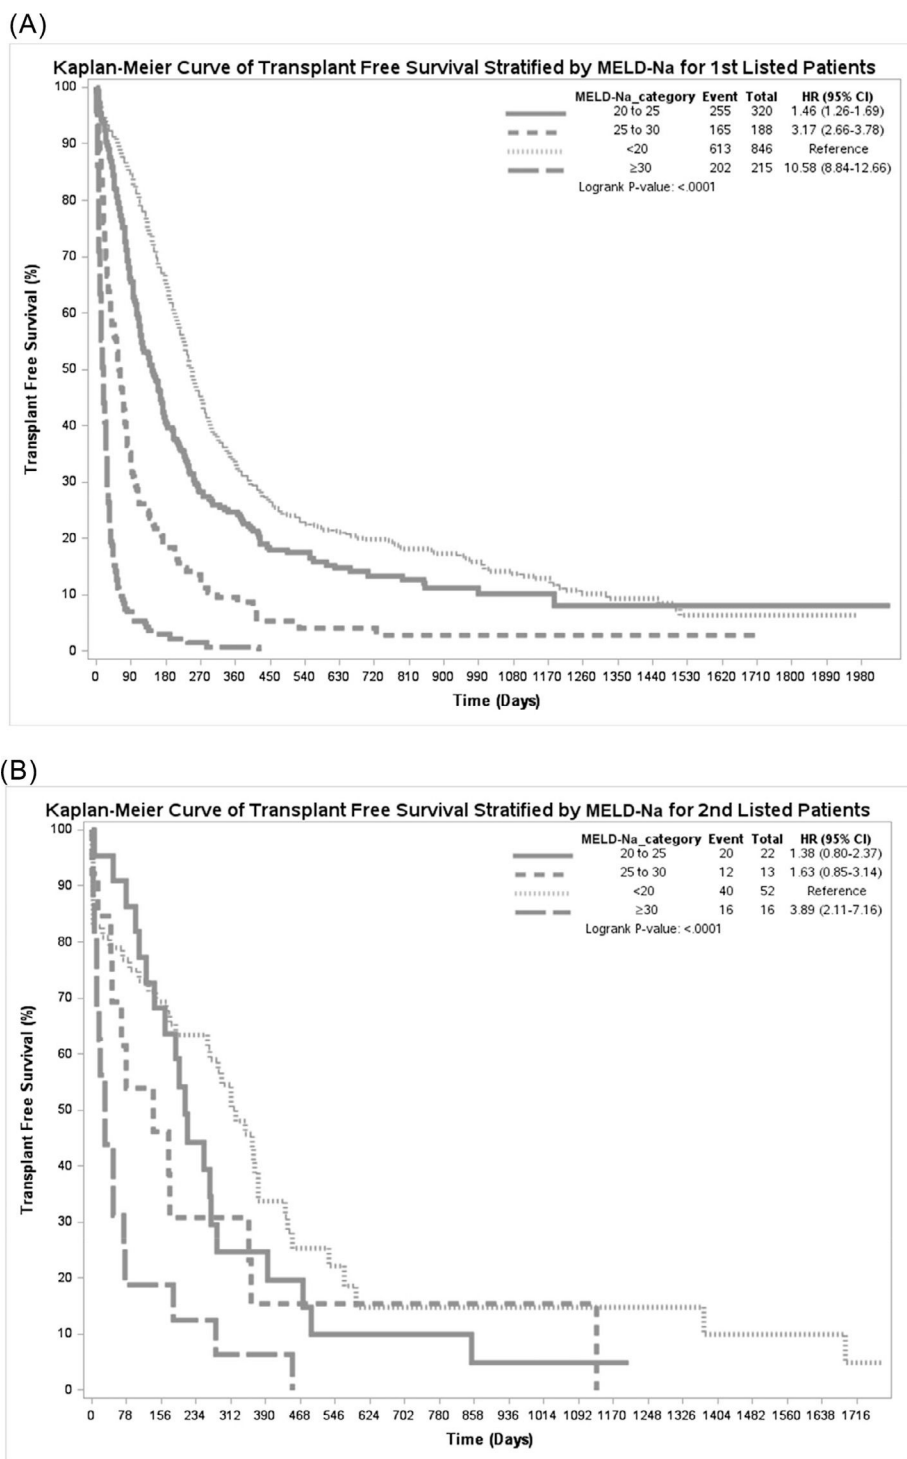 (A)
Kaplan-Meier Curve of Transplant Free Survival Stratified by MELD-Na for 1st Listed Patients
MELD-Na_category Event Total HR (95% CI)
20 to 25 255 320 1.46 (1.26-1.69)
25 to 30 165 188 3.17 (2.66-3.78)
<20 613 846 Reference
≥30 202 215 10.58 (8.84-12.66)
Logrank P-value: <.0001
Transplant Free Survival (%)
100
90
80
70
60
50
40
30
20
10
0
0 90 180 270 360 450 540 630 720 810 900 990 1080 1170 1260 1350 1440 1530 1620 1710 1800 1890 1980
Time (Days)
(B)
Kaplan-Meier Curve of Transplant Free Survival Stratified by MELD-Na for 2nd Listed Patients
MELD-Na_category Event Total HR (95% CI)
20 to 25 20 22 1.38 (0.80-2.37)
25 to 30 12 13 1.63 (0.85-3.14)
<20 40 52 Reference
≥30 16 16 3.89 (2.11-7.16)
Logrank P-value: <.0001
Transplant Free Survival (%)
100
90
80
70
60
50
40
30
20
10
0
0 78 156 234 312 390 468 546 624 702 780 858 936 1014 1092 1170 1248 1326 1404 1482 1560 1638 1716
Time (Days)